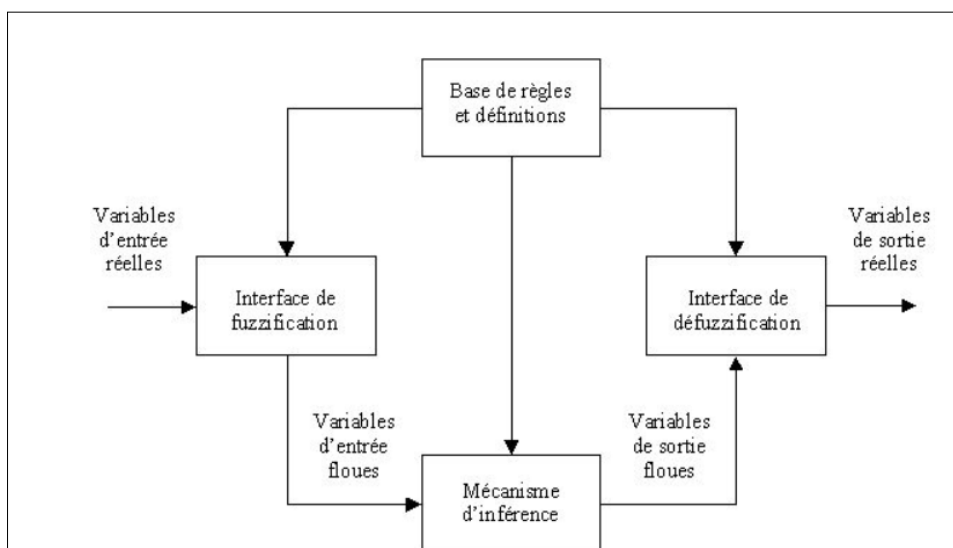 Base de règles
et définitions
Variables
d'entrée
réelles
Variables
de sortie
réelles
Interface de
fuzzification
Interface de
défuzzification
Variables
d'entrée
floues
Variables
de sortie
floues
Mécanisme
d'inférence